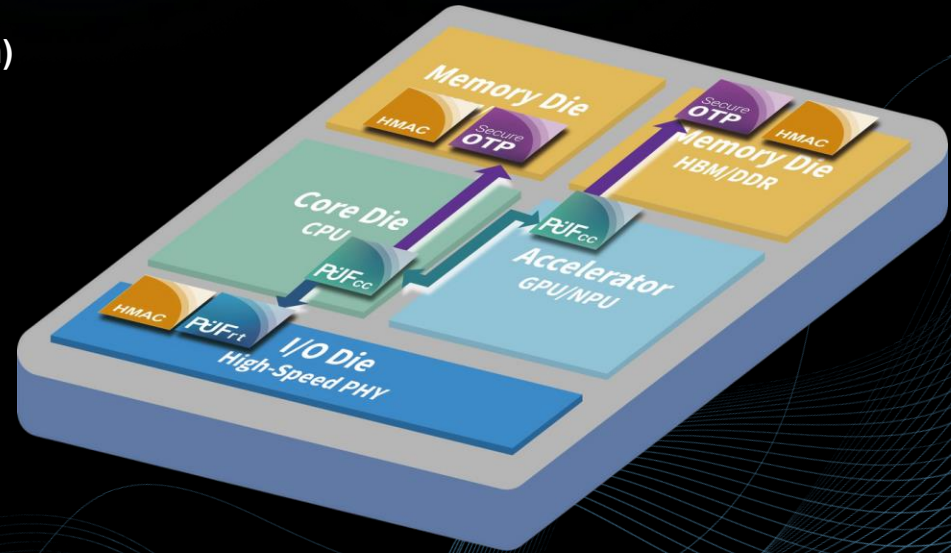 )
Memory Die
HMAC
Secure
OTP
Secure
OTP
HMAC
Memory Die
HBM/DDR
Core Die
CPU
PUFcc
PUFcc
Accelerator
GPU/NPU
HMAC
PUFrt
I/O Die
High-Speed PHY